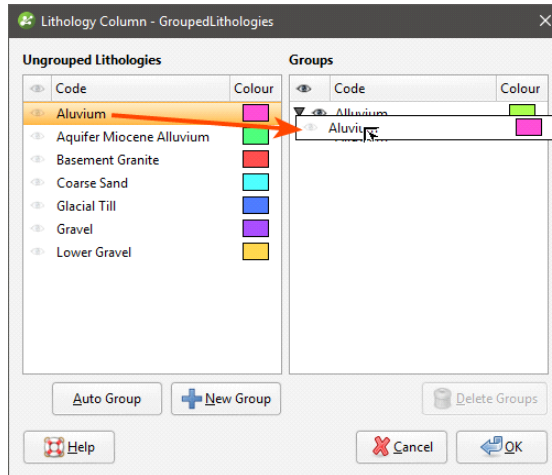 Lithology Column - GroupedLithologies
Ungrouped Lithologies
Groups
Code
Colour
Code
Colour
Aluvium
Alluvium
Aluvium
Aquifer Miocene Alluvium
Basement Granite
Coarse Sand
Glacial Till
Gravel
Lower Gravel
Auto Group
New Group
Delete Groups
Help
Cancel
OK